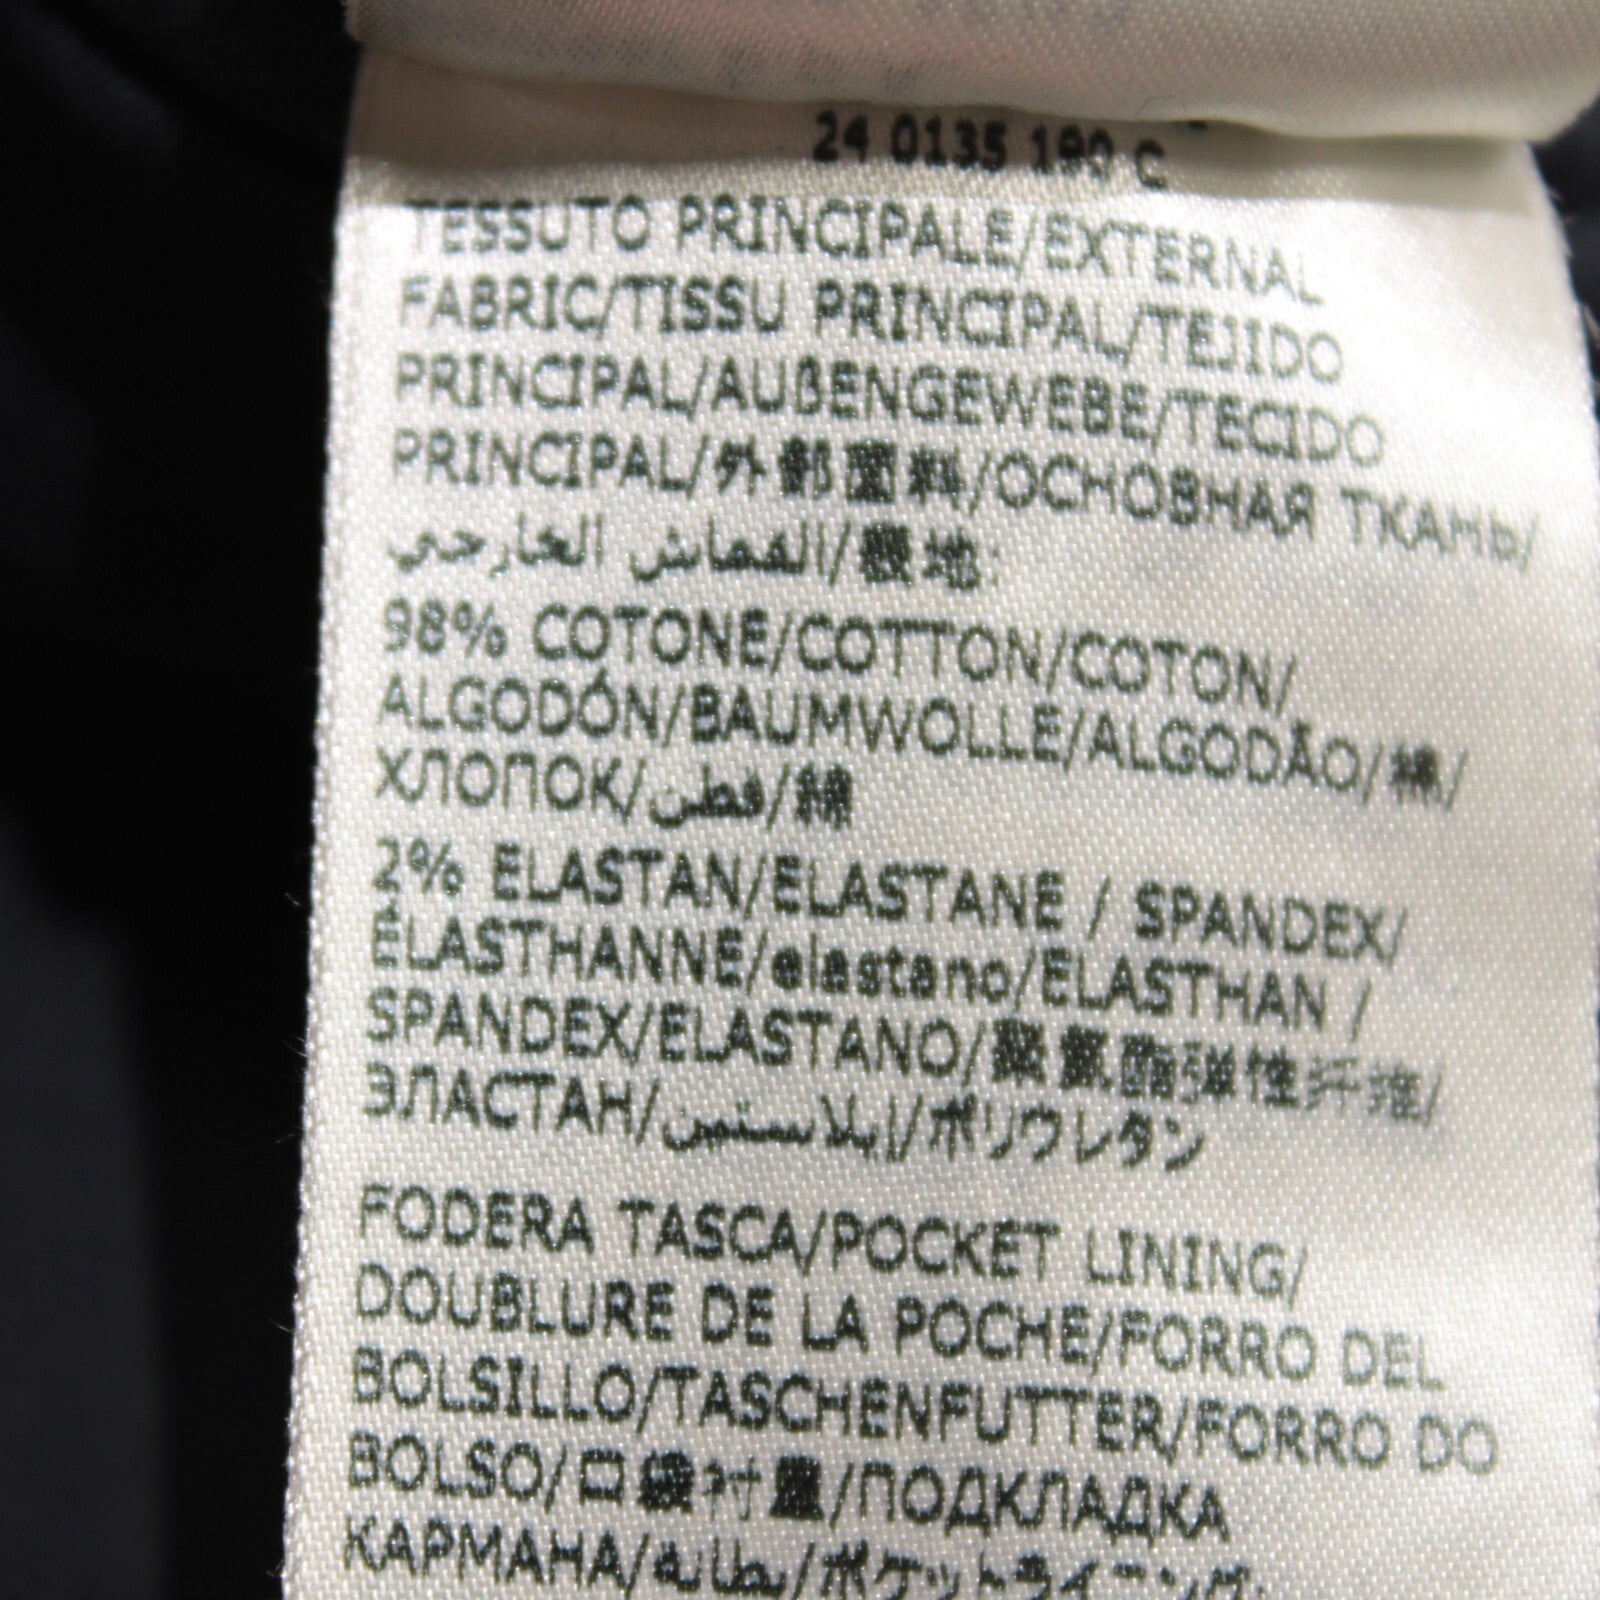 24 0135 190 C
TESSUTO PRINCIPALE/EXTERNAL
FABRIC/TISSU PRINCIPAL/TEJIDO
PRINCIPAL/AUßENGEWEBE/TECIDO
PRINCIPAL/外部面料/ОСНОВНАЯ ТКАНЬ/
القماش الخارجي/表地:
98% COTONE/COTTON/COTON/
ALGODÓN/BAUMWOLLE/ALGODÃO/棉/
ХЛОПОК/قطن/綿
2% ELASTAN/ELASTANE / SPANDEX/
ÉLASTHANNE/elastano/ELASTHAN /
SPANDEX/ELASTANO/聚氨酯弹性纤维/
ЭЛАСТАН/إيلاستين/ポリウレタン
FODERA TASCA/POCKET LINING/
DOUBLURE DE LA POCHE/FORRO DEL
BOLSILLO/TASCHENFUTTER/FORRO DO
BOLSO/口袋衬里/ПОДКЛАДКА
КАРМАНА/بطانة/ポケットライニング: